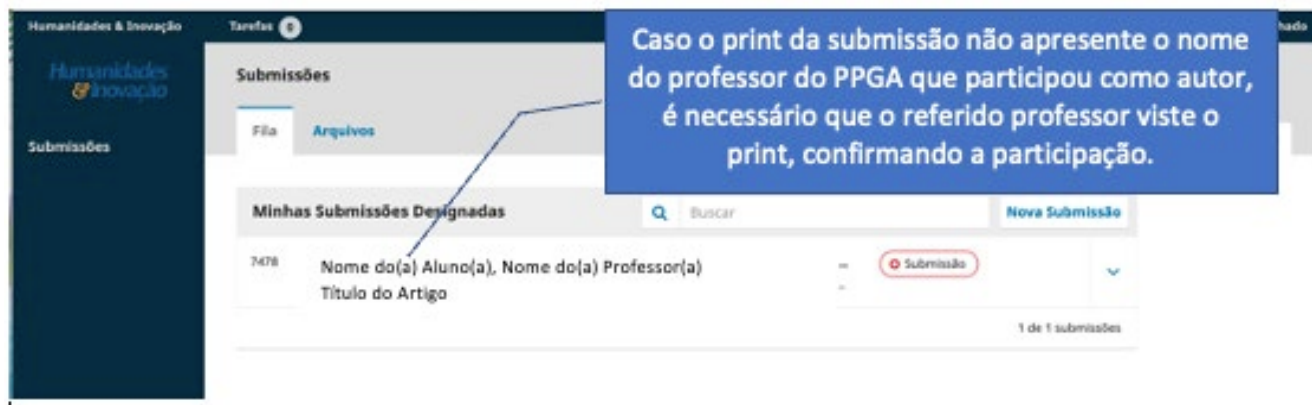 Humanidades & Inovação
Tarefas 0
hado
Caso o print da submissão não apresente o nome
do professor do PPGA que participou como autor,
é necessário que o referido professor viste o
print, confirmando a participação.
Humanidades
& Inovação
Submissões
Submissões
Fila
Arquivos
Minhas Submissões Designadas
Buscar
Nova Submissão
7478
Nome do(a) Aluno(a), Nome do(a) Professor(a)
Submissão
Título do Artigo
1 de 1 submissões